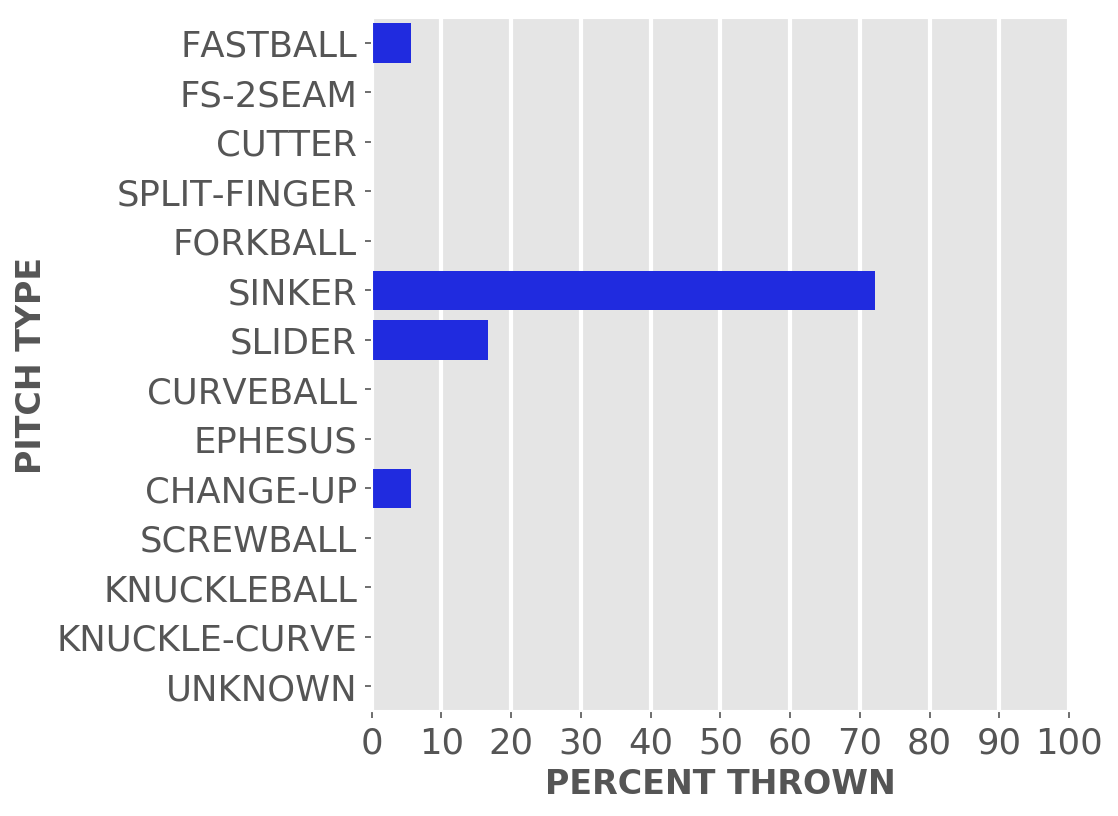 PITCH TYPE
FASTBALL
FS-2SEAM
CUTTER
SPLIT-FINGER
FORKBALL
SINKER
SLIDER
CURVEBALL
EPHESUS
CHANGE-UP
SCREWBALL
KNUCKLEBALL
KNUCKLE-CURVE
UNKNOWN
0 10 20 30 40 50 60 70 80 90 100
PERCENT THROWN